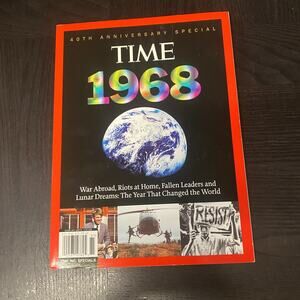 40TH ANNIVERSARY SPECIAL
TIME
1968
War Abroad, Riots at Home, Fallen Leaders and
Lunar Dreams: The Year That Changed the World
RESIST